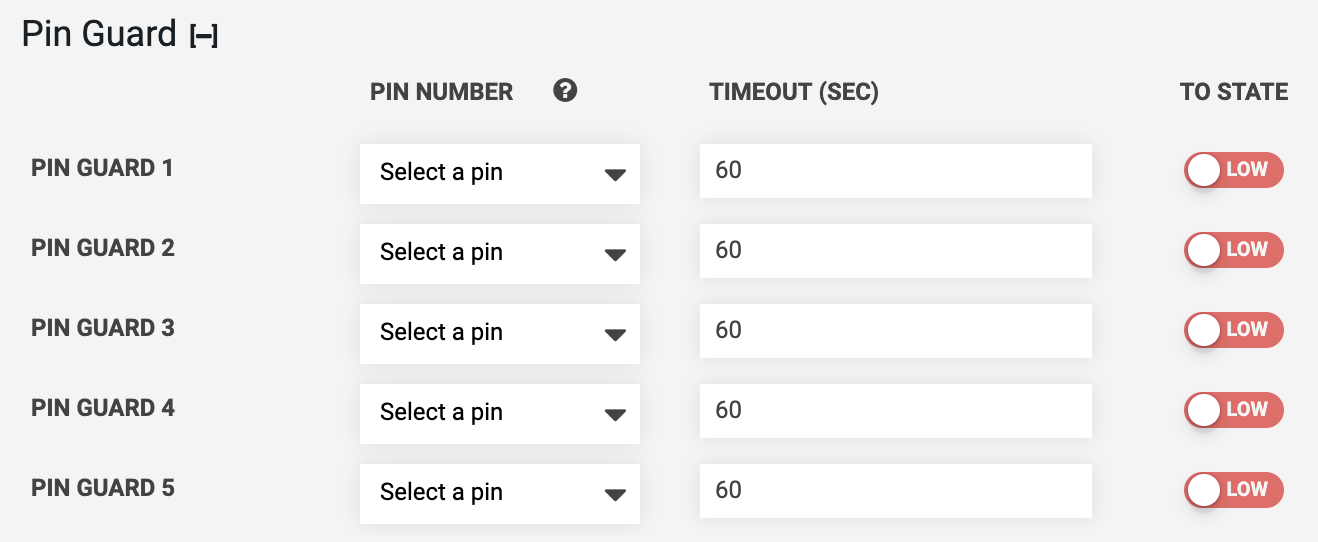 Pin Guard [–]
PIN NUMBER ? TIMEOUT (SEC) TO STATE
PIN GUARD 1 Select a pin 60 LOW
PIN GUARD 2 Select a pin 60 LOW
PIN GUARD 3 Select a pin 60 LOW
PIN GUARD 4 Select a pin 60 LOW
PIN GUARD 5 Select a pin 60 LOW